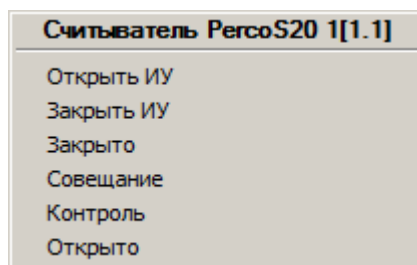 Считыватель PercoS20 1[1.1]
Открыть ИУ
Закрыть ИУ
Закрыто
Совещание
Контроль
Открыто